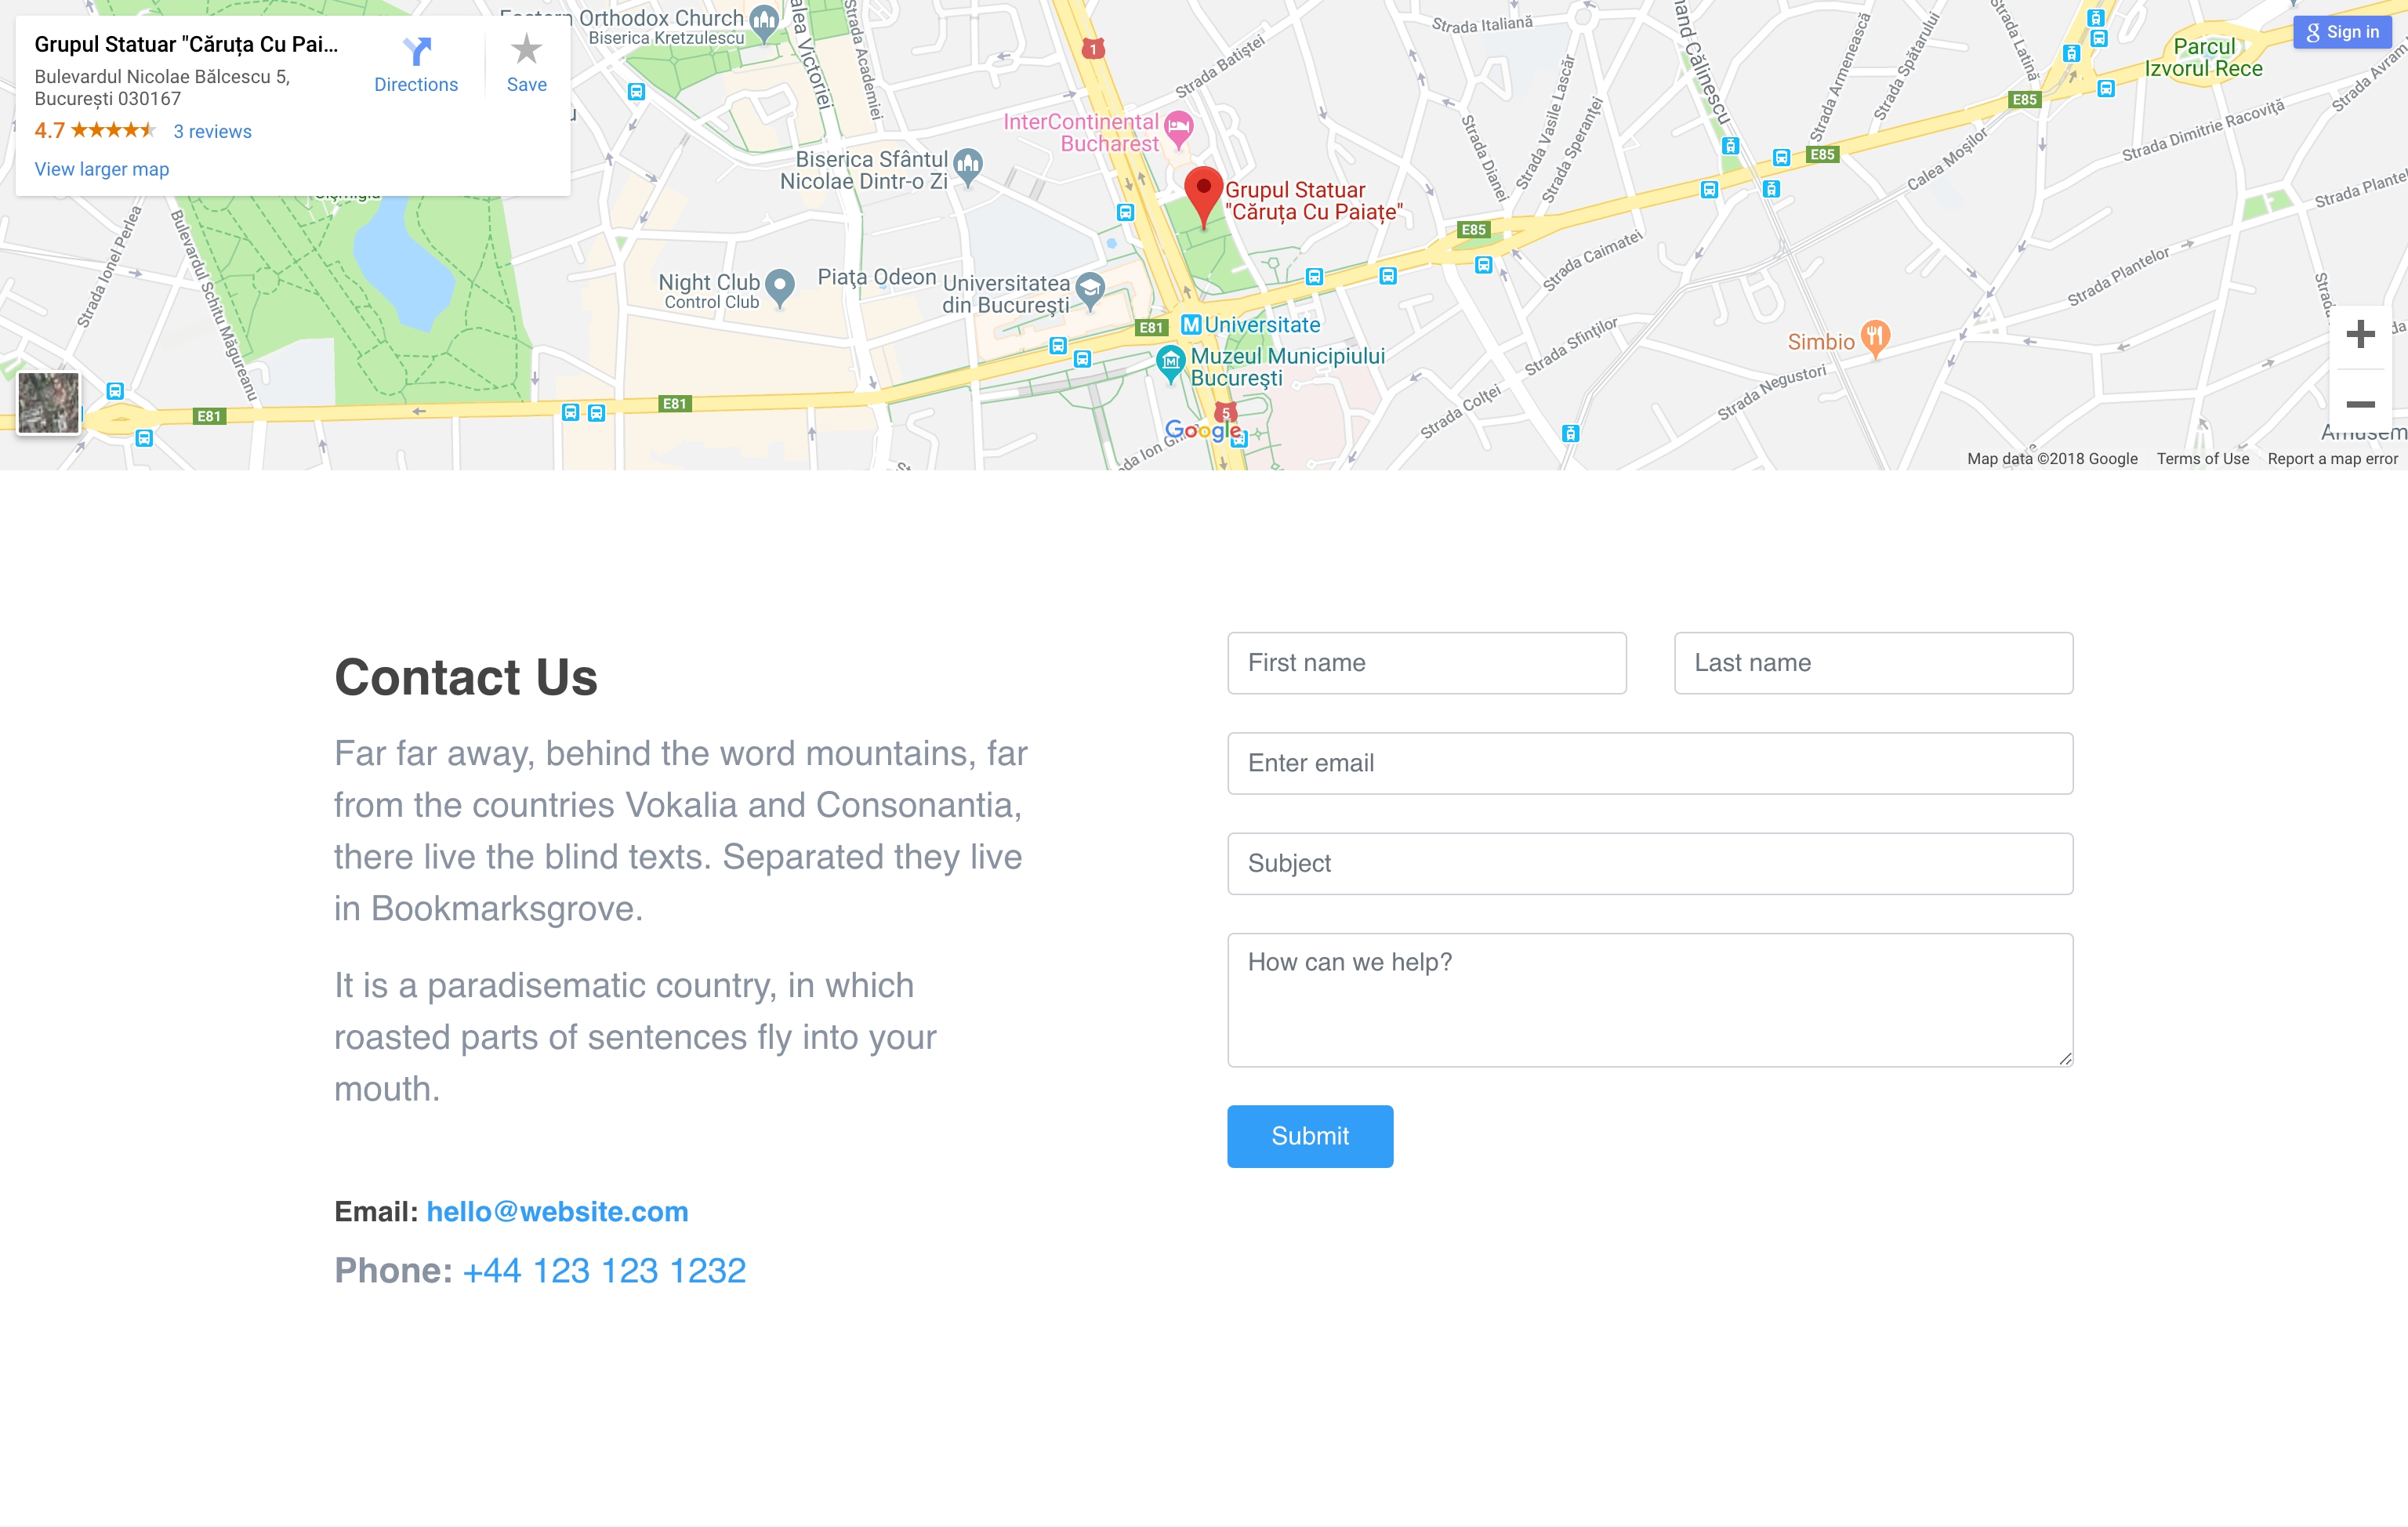 Grupul Statuar "Căruța Cu Pai...
Bulevardul Nicolae Bălcescu 5,
București 030167
4.7
3 reviews
View larger map
Directions
Save
Sign in
Eastern Orthodox Church
Biserica Kretzulescu
Strada Academiei
Strada Italiană
Strada Batiștei
InterContinental
Bucharest
Biserica Sfântul
Nicolae Dintr-o Zi
Grupul Statuar
"Căruța Cu Paiațe"
Strada Dianei
Strada Vasile Lascăr
Strada Speranței
Strada Armenească
Strada Spătarului
Strada Latină
Parcul
Izvorul Rece
Strada Dimitrie Racoviță
Calea Moșilor
E85
E85
E85
1
Strada Ionel Perlea
Bulevardul Schitu Măgureanu
Night Club
Control Club
Piața Odeon
Universitatea
din București
Strada Caimatei
Strada Plantelor
E81
M Universitate
Muzeul Municipiului
București
Strada Sfinților
Simbio
Strada Negustori
Strada Colței
E81
E81
5
Google
Map data ©2018 Google
Terms of Use
Report a map error
Contact Us
Far far away, behind the word mountains, far
from the countries Vokalia and Consonantia,
there live the blind texts. Separated they live
in Bookmarksgrove.
It is a paradisematic country, in which
roasted parts of sentences fly into your
mouth.
Email: hello@website.com
Phone: +44 123 123 1232
First name
Last name
Enter email
Subject
How can we help?
Submit